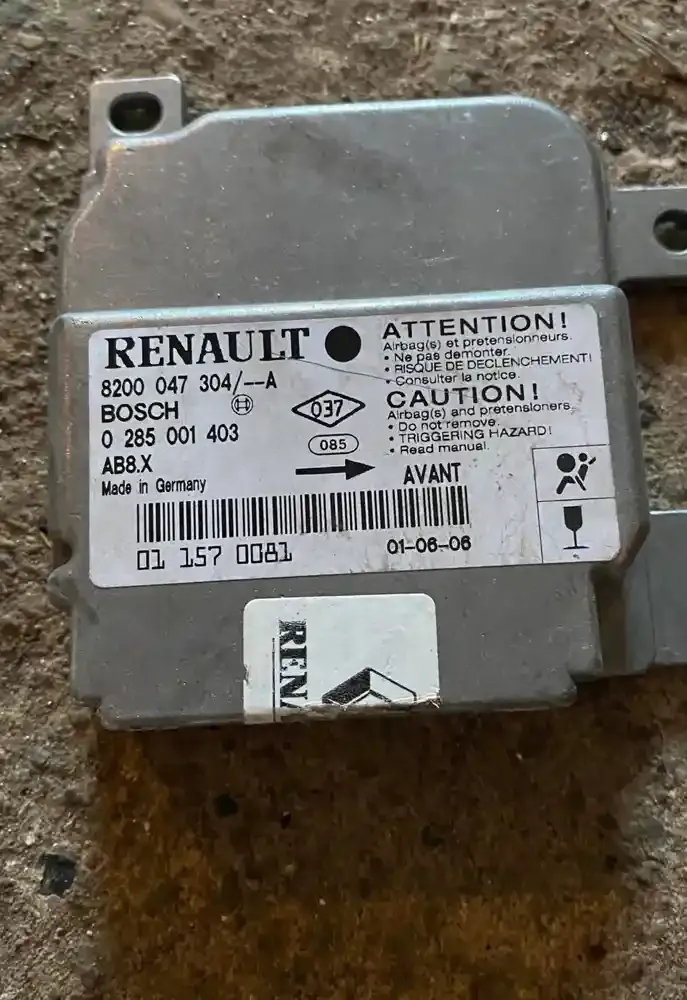 RENAULT
8200 047 304/--A
BOSCH
0 285 001 403
AB8.X
Made in Germany
037
085
ATTENTION!
Airbag(s) et pretensionneurs.
• Ne pas demonter.
• RISQUE DE DECLENCHEMENT!
• Consulter la notice.
CAUTION!
Airbag(s) and pretensioners.
• Do not remove.
• TRIGGERING HAZARD!
• Read manual.
AVANT
01 157 0081
01-06-06
RENA